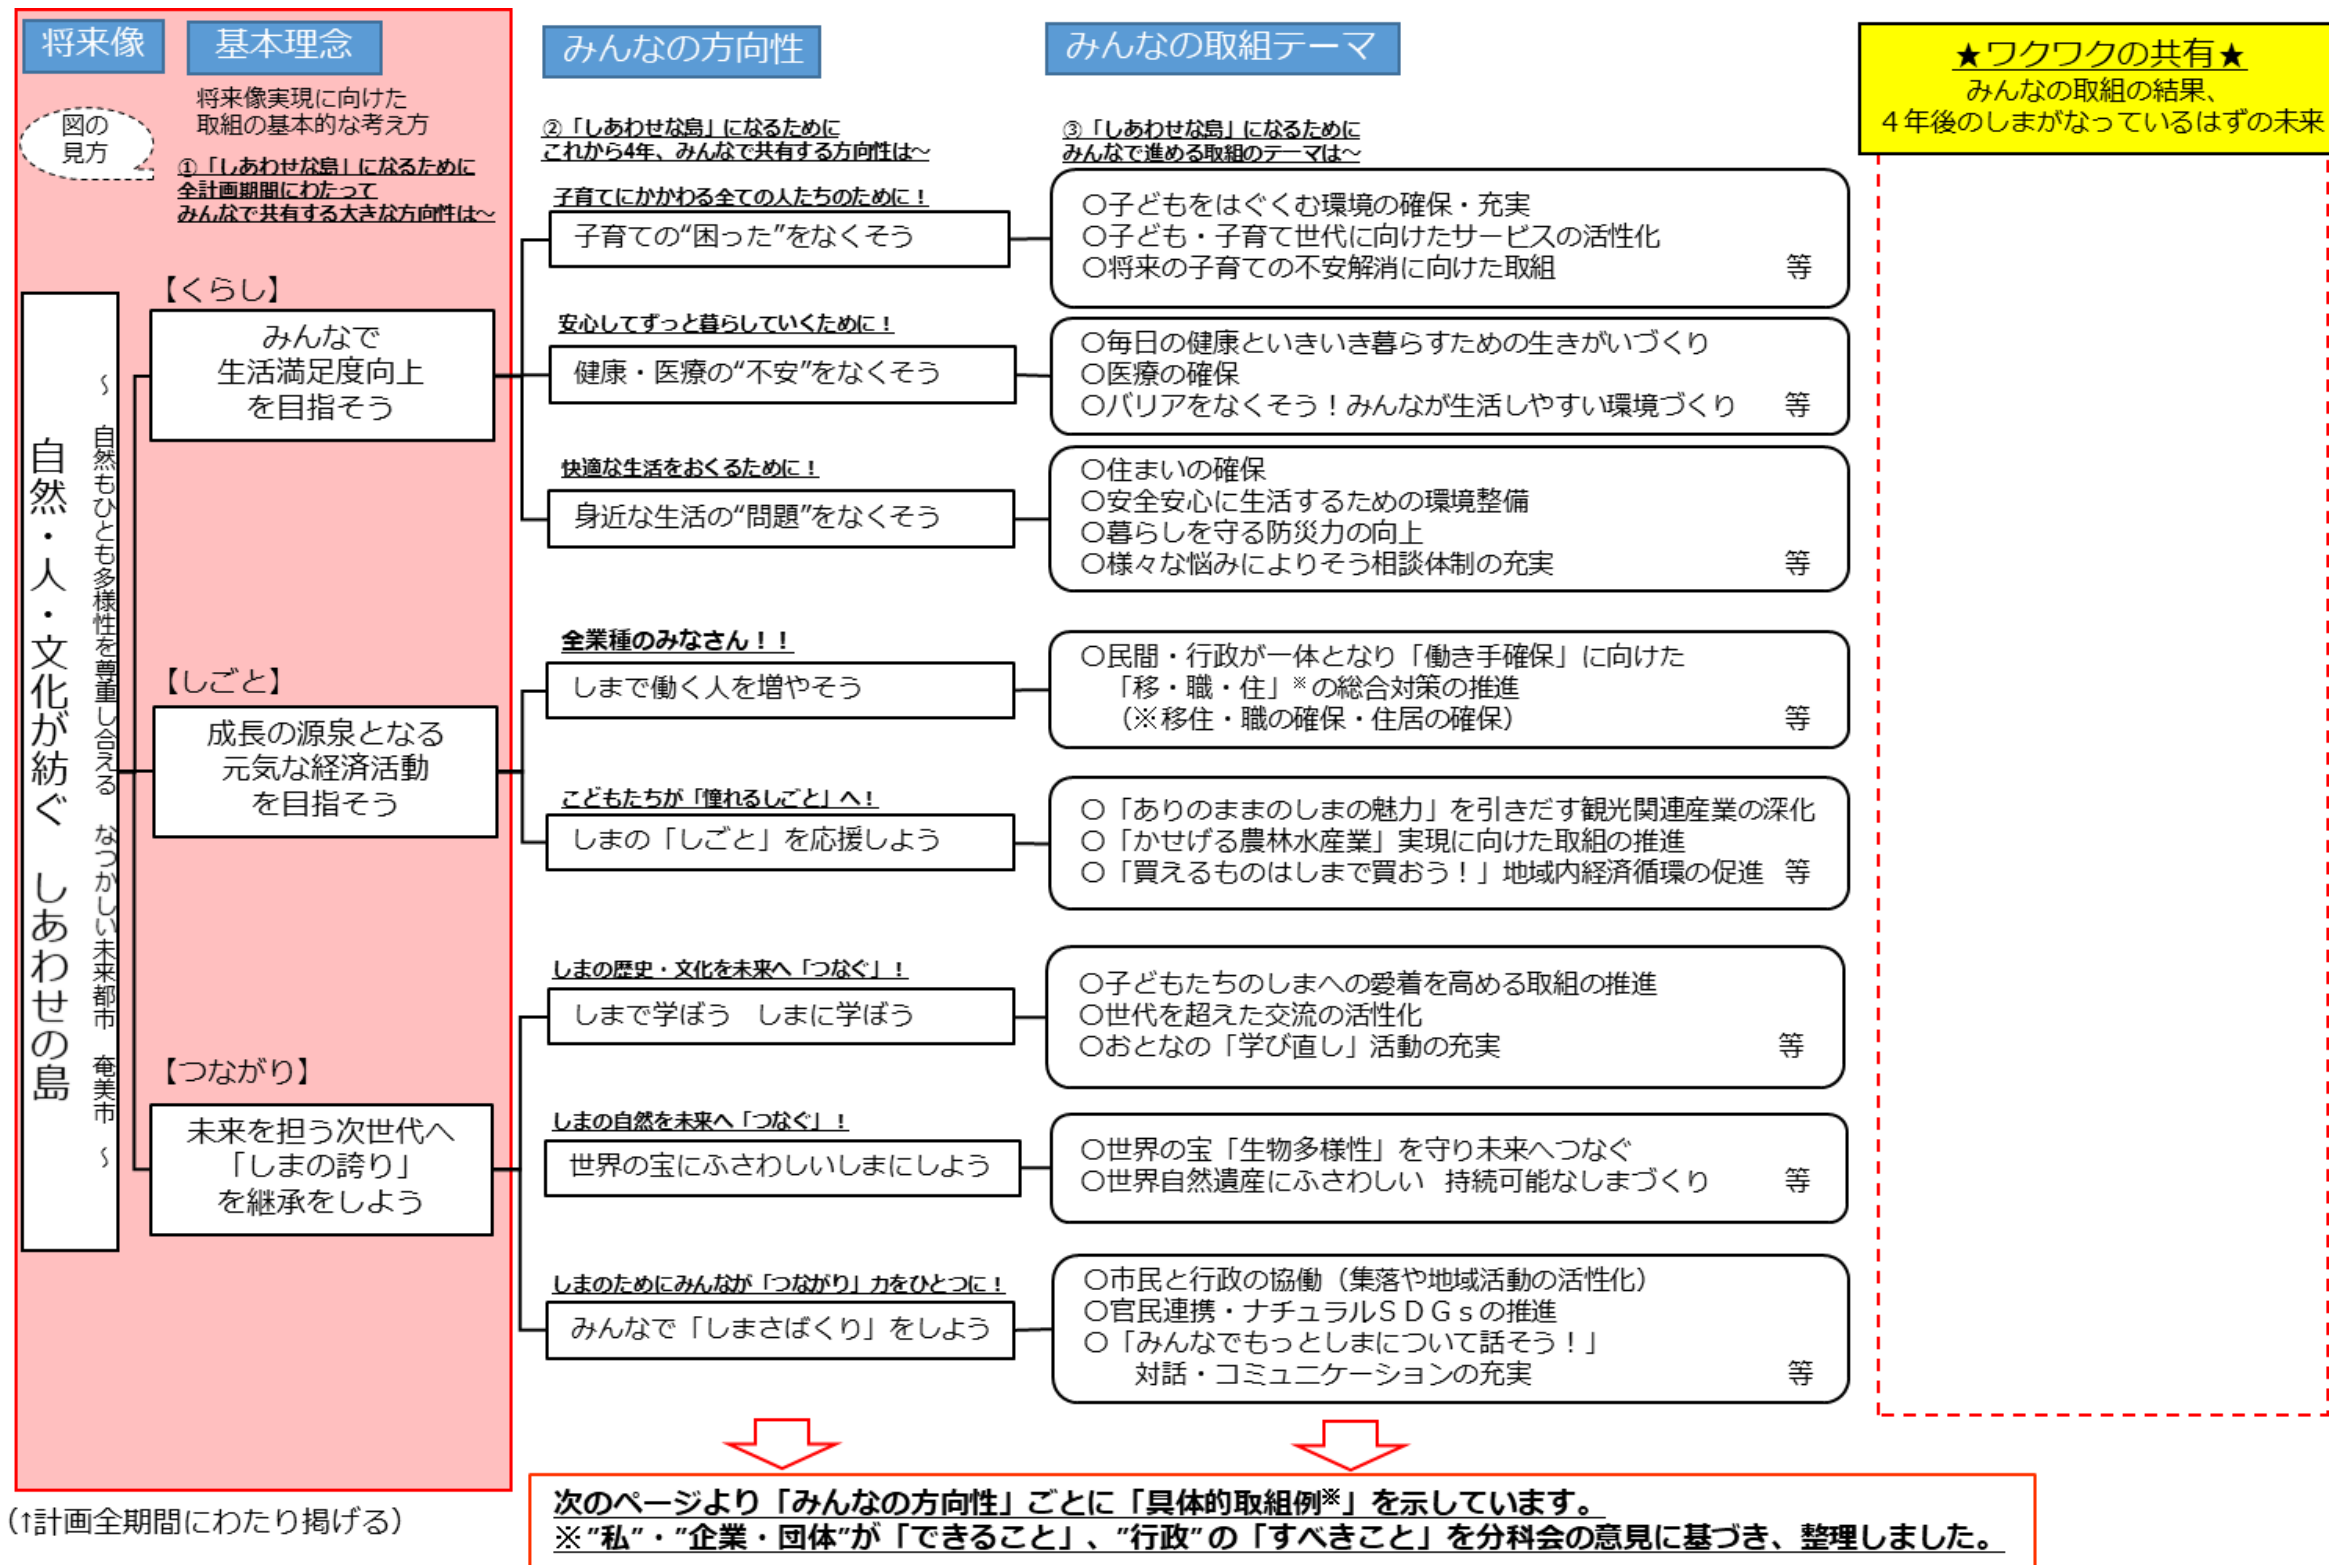 将来像
基本理念
図の
見方
将来像実現に向けた
取組の基本的な考え方
①「しあわせな島」になるために
全計画期間にわたって
みんなで共有する大きな方向性は～
自然・人・文化が紡ぐ　しあわせの島
～　自然もひとも多様性を尊重し合える　なつかしい未来都市　奄美市　～
【くらし】
みんなで
生活満足度向上
を目指そう
【しごと】
成長の源泉となる
元気な経済活動
を目指そう
【つながり】
未来を担う次世代へ
「しまの誇り」
を継承をしよう
（↑計画全期間にわたり掲げる）
みんなの方向性
②「しあわせな島」になるために
これから4年、みんなで共有する方向性は～
子育てにかかわる全ての人たちのために！
子育ての“困った”をなくそう
安心してずっと暮らしていくために！
健康・医療の“不安”をなくそう
快適な生活をおくるために！
身近な生活の“問題”をなくそう
全業種のみなさん！！
しまで働く人を増やそう
こどもたちが「憧れるしごと」へ！
しまの「しごと」を応援しよう
しまの歴史・文化を未来へ「つなぐ」！
しまで学ぼう　しまに学ぼう
しまの自然を未来へ「つなぐ」！
世界の宝にふさわしいしまにしよう
しまのためにみんなが「つながり」力をひとつに！
みんなで「しまさばくり」をしよう
みんなの取組テーマ
③「しあわせな島」になるために
みんなで進める取組のテーマは～
○子どもをはぐくむ環境の確保・充実
○子ども・子育て世代に向けたサービスの活性化
○将来の子育ての不安解消に向けた取組　等
○毎日の健康といきいき暮らすための生きがいづくり
○医療の確保
○バリアをなくそう！みんなが生活しやすい環境づくり　等
○住まいの確保
○安全安心に生活するための環境整備
○暮らしを守る防災力の向上
○様々な悩みによりそう相談体制の充実　等
○民間・行政が一体となり「働き手確保」に向けた
「移・職・住」※の総合対策の推進
（※移住・職の確保・住居の確保）　等
○「ありのままのしまの魅力」を引きだす観光関連産業の深化
○「かせげる農林水産業」実現に向けた取組の推進
○「買えるものはしまで買おう！」地域内経済循環の促進　等
○子どもたちのしまへの愛着を高める取組の推進
○世代を超えた交流の活性化
○おとなの「学び直し」活動の充実　等
○世界の宝「生物多様性」を守り未来へつなぐ
○世界自然遺産にふさわしい　持続可能なしまづくり　等
○市民と行政の協働（集落や地域活動の活性化）
○官民連携・ナチュラルＳＤＧｓの推進
○「みんなでもっとしまについて話そう！」
対話・コミュニケーションの充実　等
★ワクワクの共有★
みんなの取組の結果、
４年後のしまがなっているはずの未来
次のページより「みんなの方向性」ごとに「具体的取組例※」を示しています。
※”私”・”企業・団体”が「できること」、”行政”の「すべきこと」を分科会の意見に基づき、整理しました。